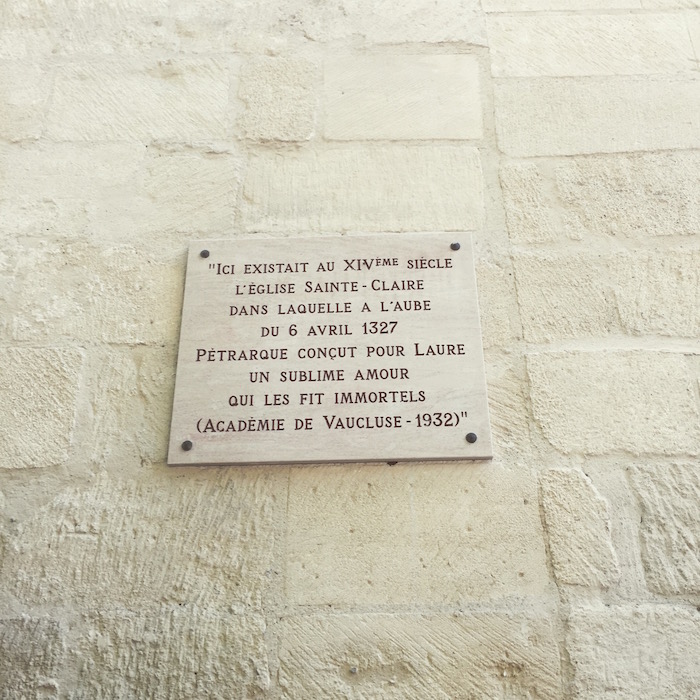 "Ici existait au XIVème siècle
l'église Sainte-Claire
dans laquelle a l'aube
du 6 avril 1327
Pétrarque conçut pour Laure
un sublime amour
qui les fit immortels
(Académie de Vaucluse-1932)"